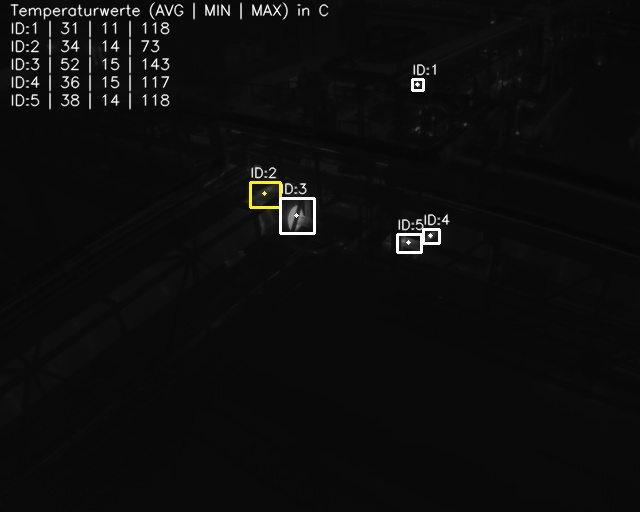 Temperaturwerte (AVG | MIN | MAX) in C
ID:1 | 31 | 11 | 118
ID:2 | 34 | 14 | 73
ID:3 | 52 | 15 | 143
ID:4 | 36 | 15 | 117
ID:5 | 38 | 14 | 118
ID:1
ID:2
ID:3
ID:5
ID:4